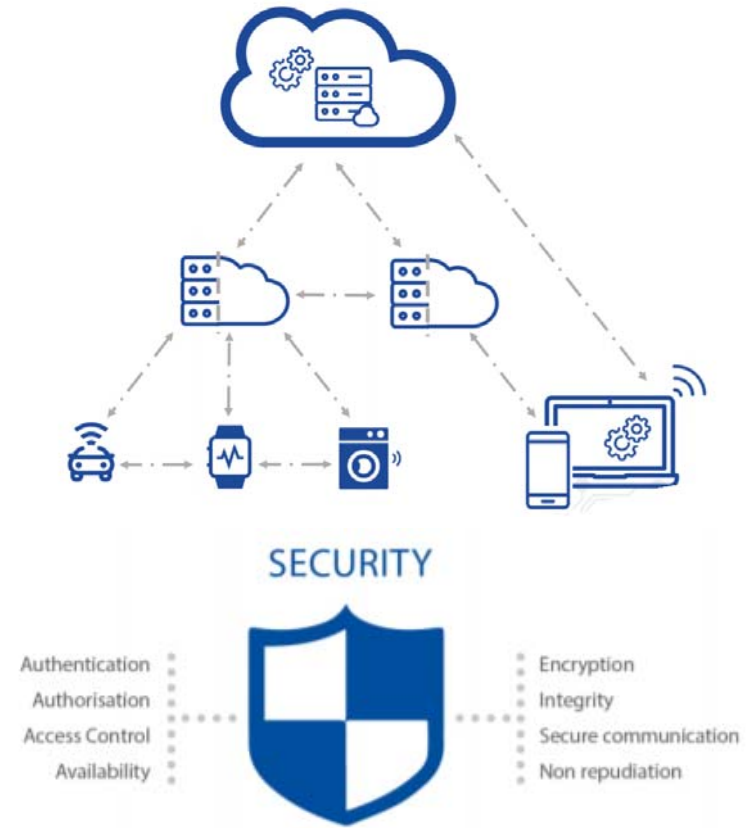 SECURITY
Authentication
Authorisation
Access Control
Availability
Encryption
Integrity
Secure communication
Non repudiation